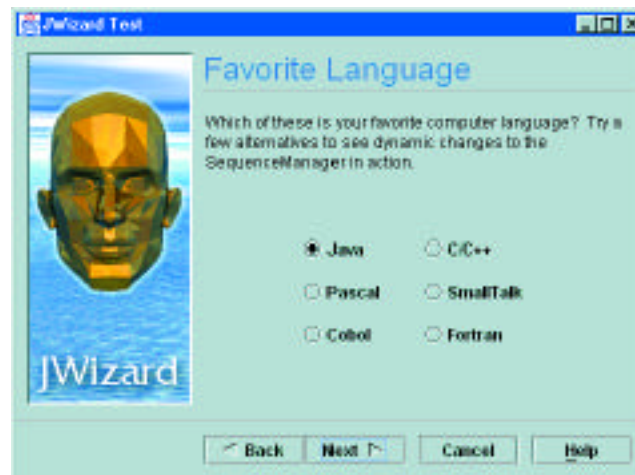 JWizard Test
Favorite Language
Which of these is your favorite computer language? Try a
few alternatives to see dynamic changes to the
SequenceManager in action.
Java
C/C++
Pascal
SmallTalk
Cobol
Fortran
JWizard
Back
Next
Cancel
Help